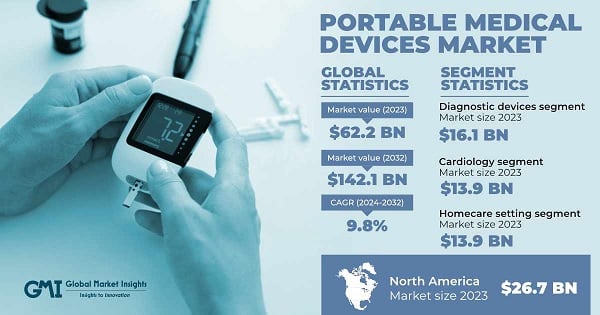 PORTABLE MEDICAL
DEVICES MARKET
GLOBAL
STATISTICS
Market value (2023)
$62.2 BN
Market value (2032)
$142.1 BN
CAGR (2024-2032)
9.8%
SEGMENT
STATISTICS
Diagnostic devices segment
Market size 2023
$16.1 BN
Cardiology segment
Market size 2023
$13.9 BN
Homecare setting segment
Market size 2023
$13.9 BN
North America
Market size 2023
$26.7 BN
7.2
GMI Global Market Insights
Insights to Innovation